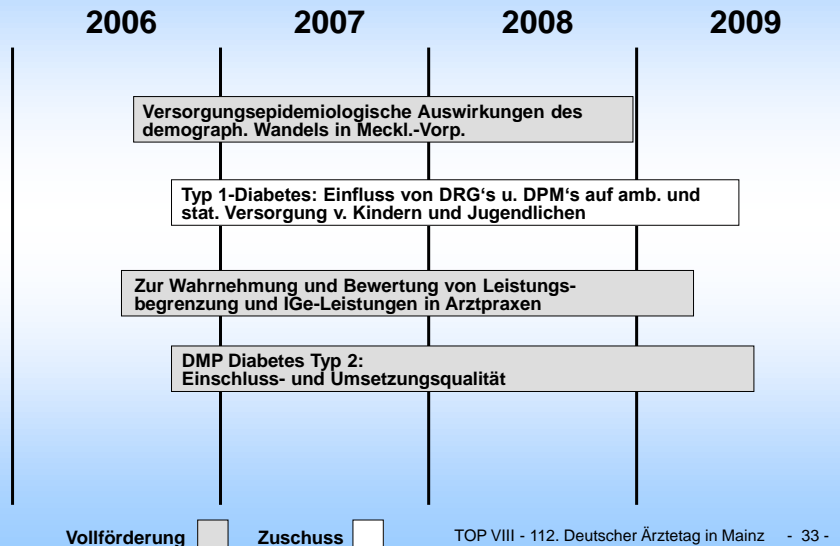 2006 2007 2008 2009
Versorgungsepidemiologische Auswirkungen des
demograph. Wandels in Meckl.-Vorp.
Typ 1-Diabetes: Einfluss von DRG‘s u. DPM‘s auf amb. und
stat. Versorgung v. Kindern und Jugendlichen
Zur Wahrnehmung und Bewertung von Leistungs-
begrenzung und IGe-Leistungen in Arztpraxen
DMP Diabetes Typ 2:
Einschluss- und Umsetzungsqualität
Vollförderung Zuschuss TOP VIII - 112. Deutscher Ärztetag in Mainz - 33 -